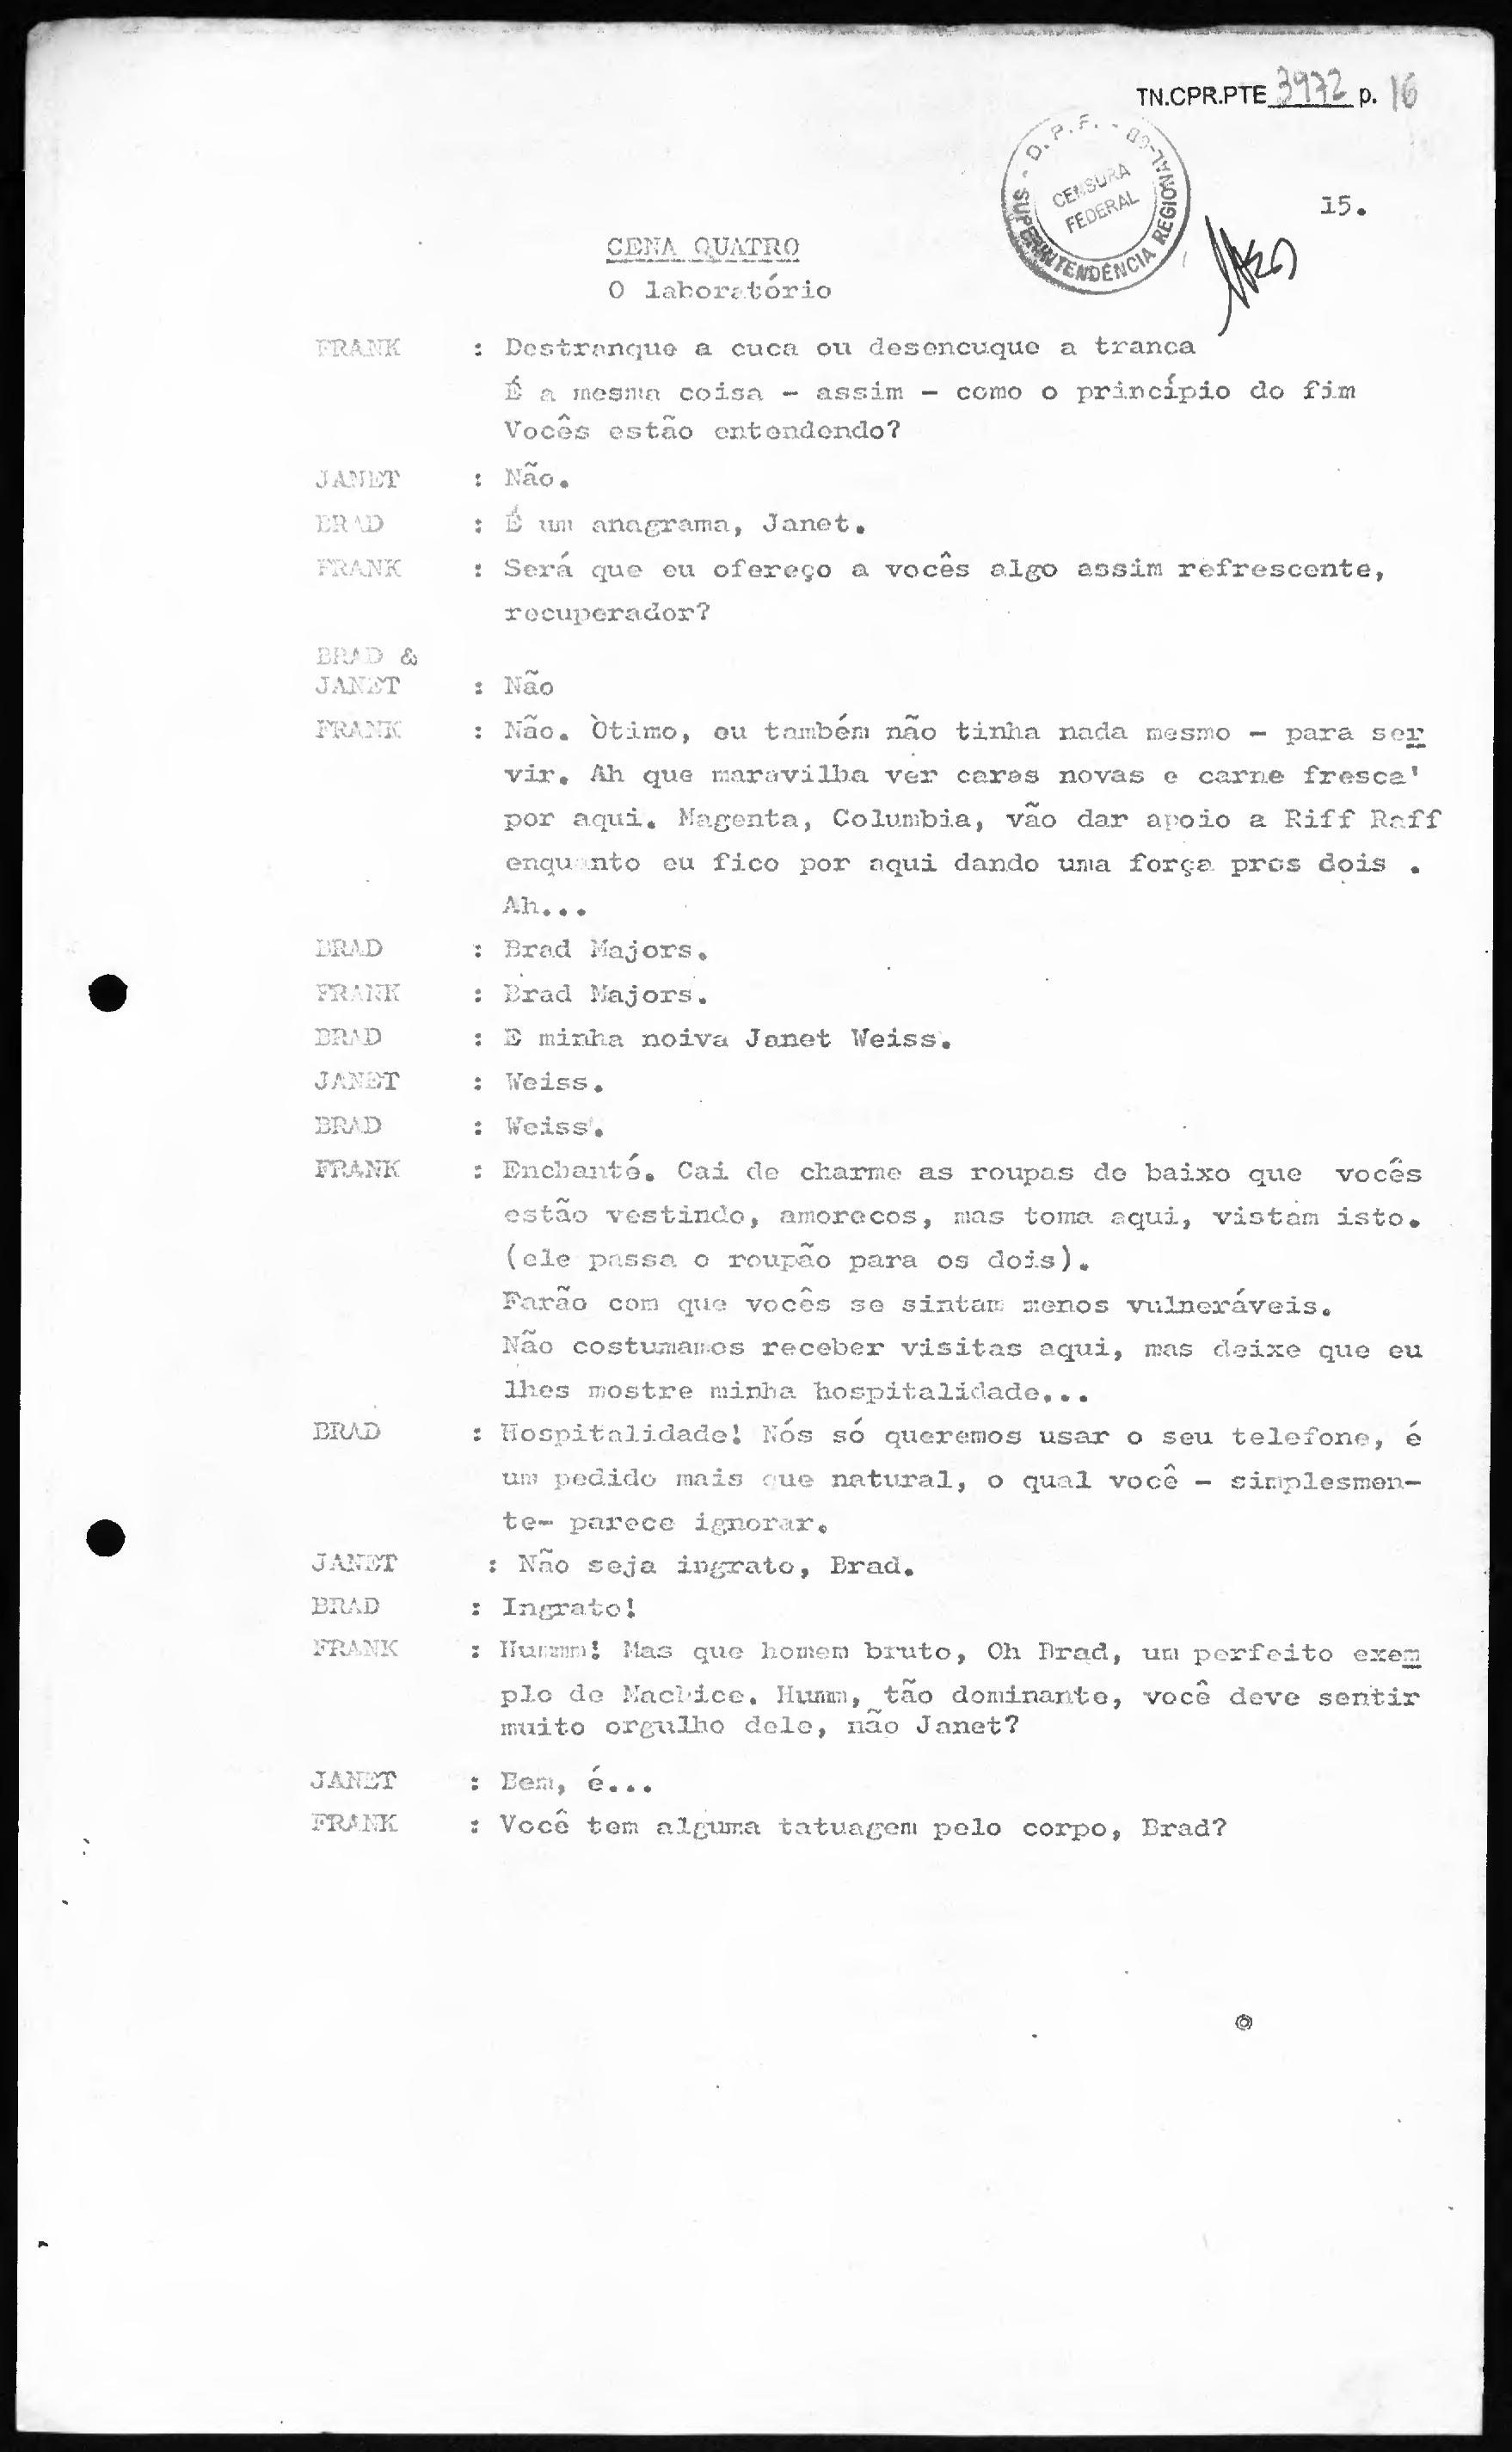 TN.CPR.PTE 3972 p. 16
- D.P.F. -
SUPERINTENDÊNCIA REGIONAL-
CENSURA
FEDERAL
15.
CENA QUATRO
O laboratório
FRANK : Destranque a cuca ou desencuque a tranca
É a mesma coisa - assim - como o princípio do fim
Vocês estão entendendo?
JANET : Não.
BRAD : É um anagrama, Janet.
FRANK : Será que eu ofereço a vocês algo assim refrescente,
recuperador?
BRAD &
JANET : Não
FRANK : Não. Òtimo, eu também não tinha nada mesmo - para ser
vir. Ah que maravilha ver caras novas e carne fresca'
por aqui. Magenta, Columbia, vão dar apoio a Riff Raff
enquanto eu fico por aqui dando uma força pros dois .
Ah...
BRAD : Brad Majors.
FRANK : Brad Majors.
BRAD : E minha noiva Janet Weiss.
JANET : Weiss.
BRAD : Weiss'.
FRANK : Enchanté. Cai de charme as roupas de baixo que vocês
estão vestindo, amorecos, mas toma aqui, vistam isto.
(ele passa o roupão para os dois).
Farão com que vocês se sintam menos vulneráveis.
Não costumamos receber visitas aqui, mas deixe que eu
lhes mostre minha hospitalidade...
BRAD : Hospitalidade! Nós só queremos usar o seu telefone, é
um pedido mais que natural, o qual você - simplesmen-
te- parece ignorar.
JANET : Não seja ingrato, Brad.
BRAD : Ingrato!
FRANK : Hummm! Mas que homem bruto, Oh Brad, um perfeito exem
plo de Machice. Humm, tão dominante, você deve sentir
muito orgulho dele, não Janet?
JANET : Bem, é...
FRANK : Você tem alguma tatuagem pelo corpo, Brad?